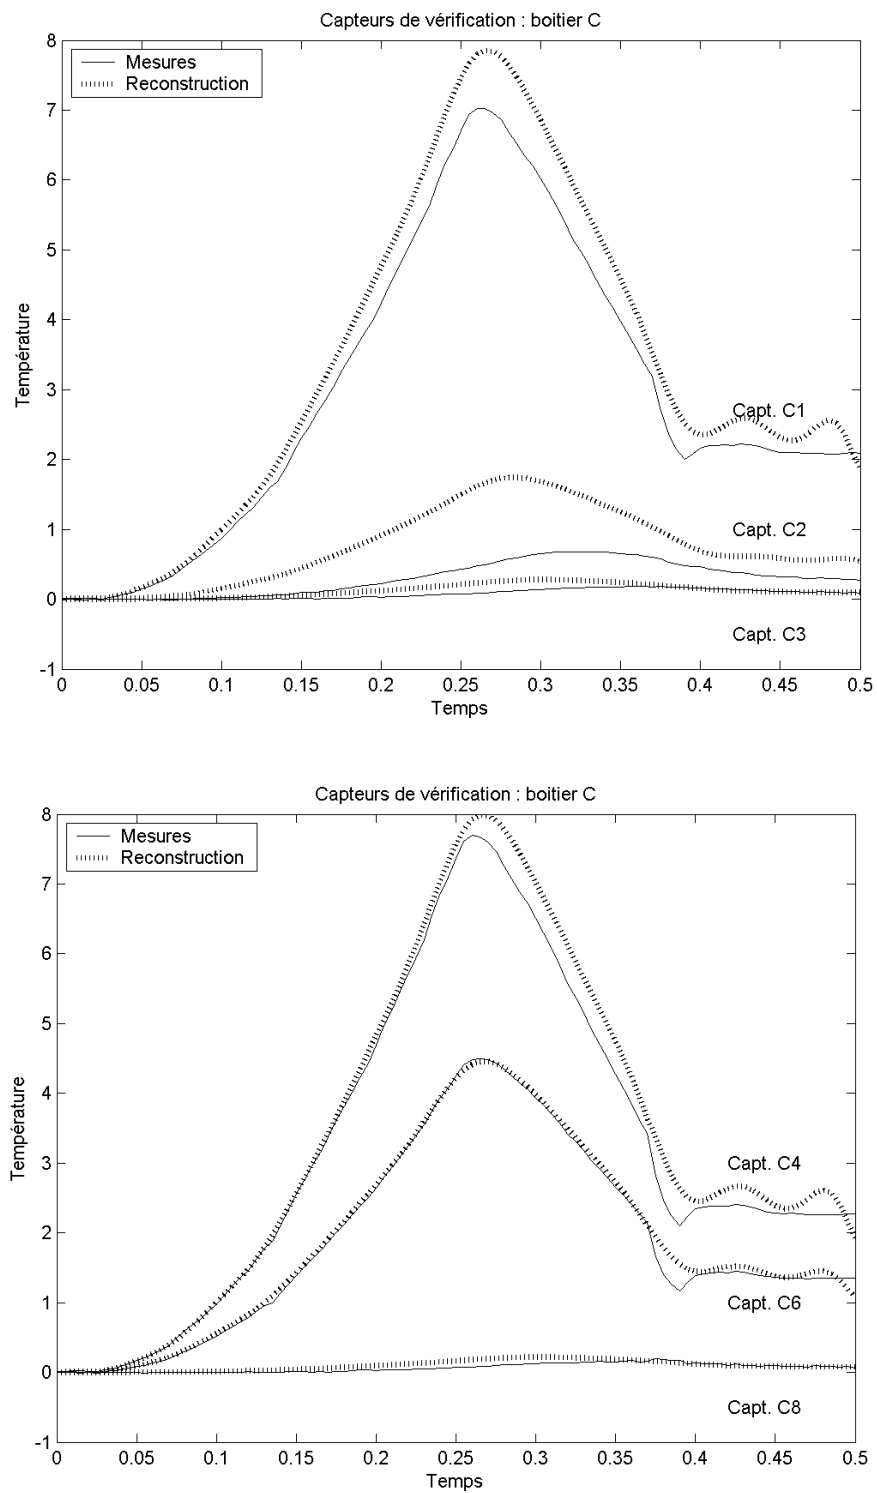 Capteurs de vérification : boitier C
8
Mesures
Reconstruction
7
6
5
4
Température
3
Capt. C1
2
1
Capt. C2
0
Capt. C3
-1
0 0.05 0.1 0.15 0.2 0.25 0.3 0.35 0.4 0.45 0.5
Temps
Capteurs de vérification : boitier C
8
Mesures
Reconstruction
7
6
5
4
Température
3
Capt. C4
2
1
Capt. C6
0
Capt. C8
-1
0 0.05 0.1 0.15 0.2 0.25 0.3 0.35 0.4 0.45 0.5
Temps